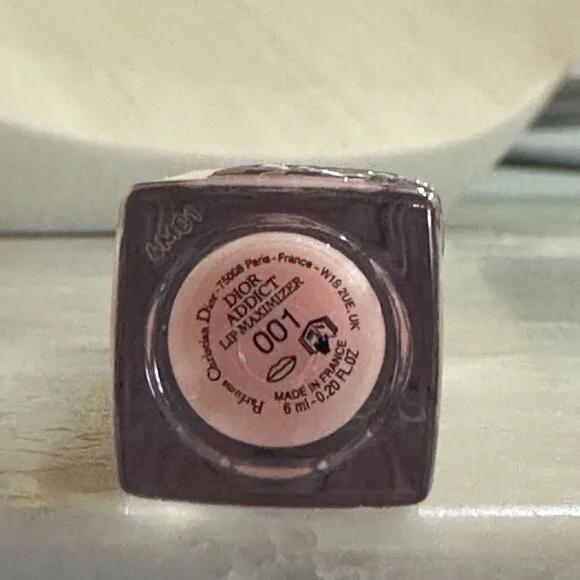 Parfums Christian Dior - 75008 Paris - France - W1S 2UE, UK
DIOR
ADDICT
LIP MAXIMIZER
001
MADE IN FRANCE
6 ml - 0.20 FL.OZ